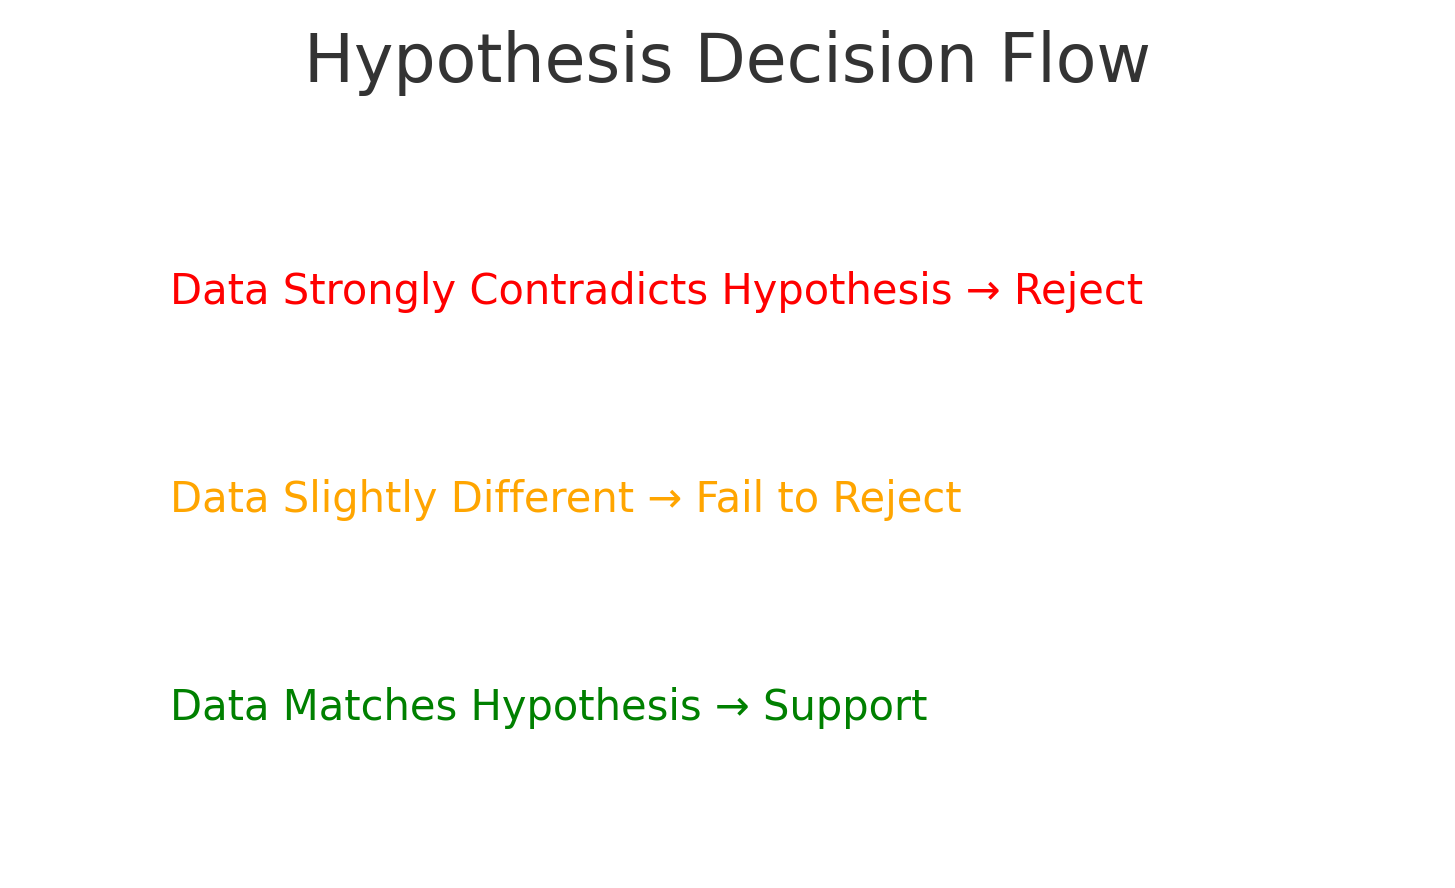 Hypothesis Decision Flow
Data Strongly Contradicts Hypothesis → Reject
Data Slightly Different → Fail to Reject
Data Matches Hypothesis → Support